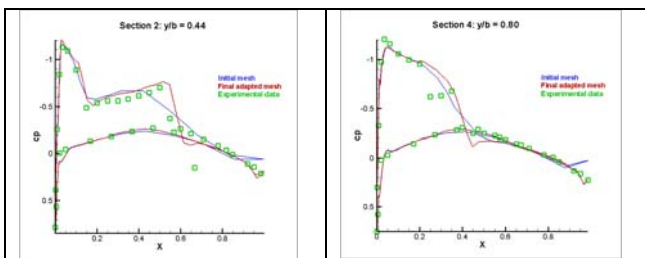 Section 2: y/b = 0.44
-1
-0.5
0
0.5
cp
0.2
0.4
0.6
0.8
X
Initial mesh
Final adapted mesh
Experimental data
Section 4: y/b = 0.80
-1
-0.5
0
0.5
cp
0.2
0.4
0.6
0.8
X
Initial mesh
Final adapted mesh
Experimental data